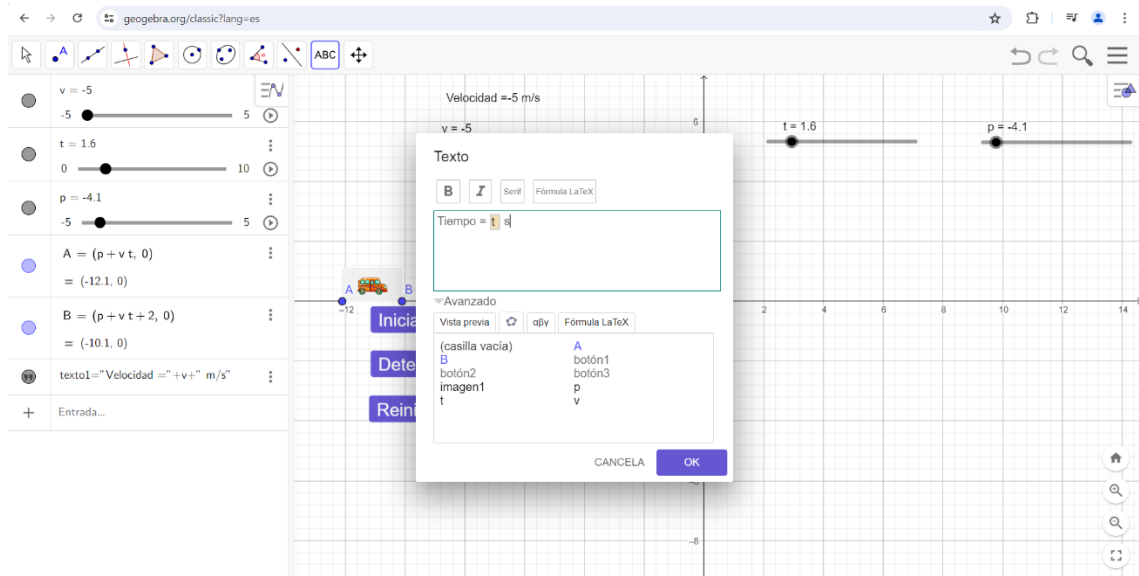 geogebra.org/classic?lang=es
A
ABC
v = -5
-5
5
t = 1.6
0
10
p = -4.1
-5
5
A = (p + v t, 0)
= (-12.1, 0)
B = (p + v t + 2, 0)
= (-10.1, 0)
texto1="Velocidad ="+v+" m/s"
+ Entrada...
Velocidad =-5 m/s
v = -5
t = 1.6
p = -4.1
6
A
B
-12
2
4
6
8
10
12
14
-8
Inicia
Dete
Reini
Texto
B
I
Serif
Fórmula LaTeX
Tiempo = t s
Avanzado
Vista previa
αβγ
Fórmula LaTeX
(casilla vacía)
A
B
botón1
botón2
botón3
imagen1
p
t
v
CANCELA
OK